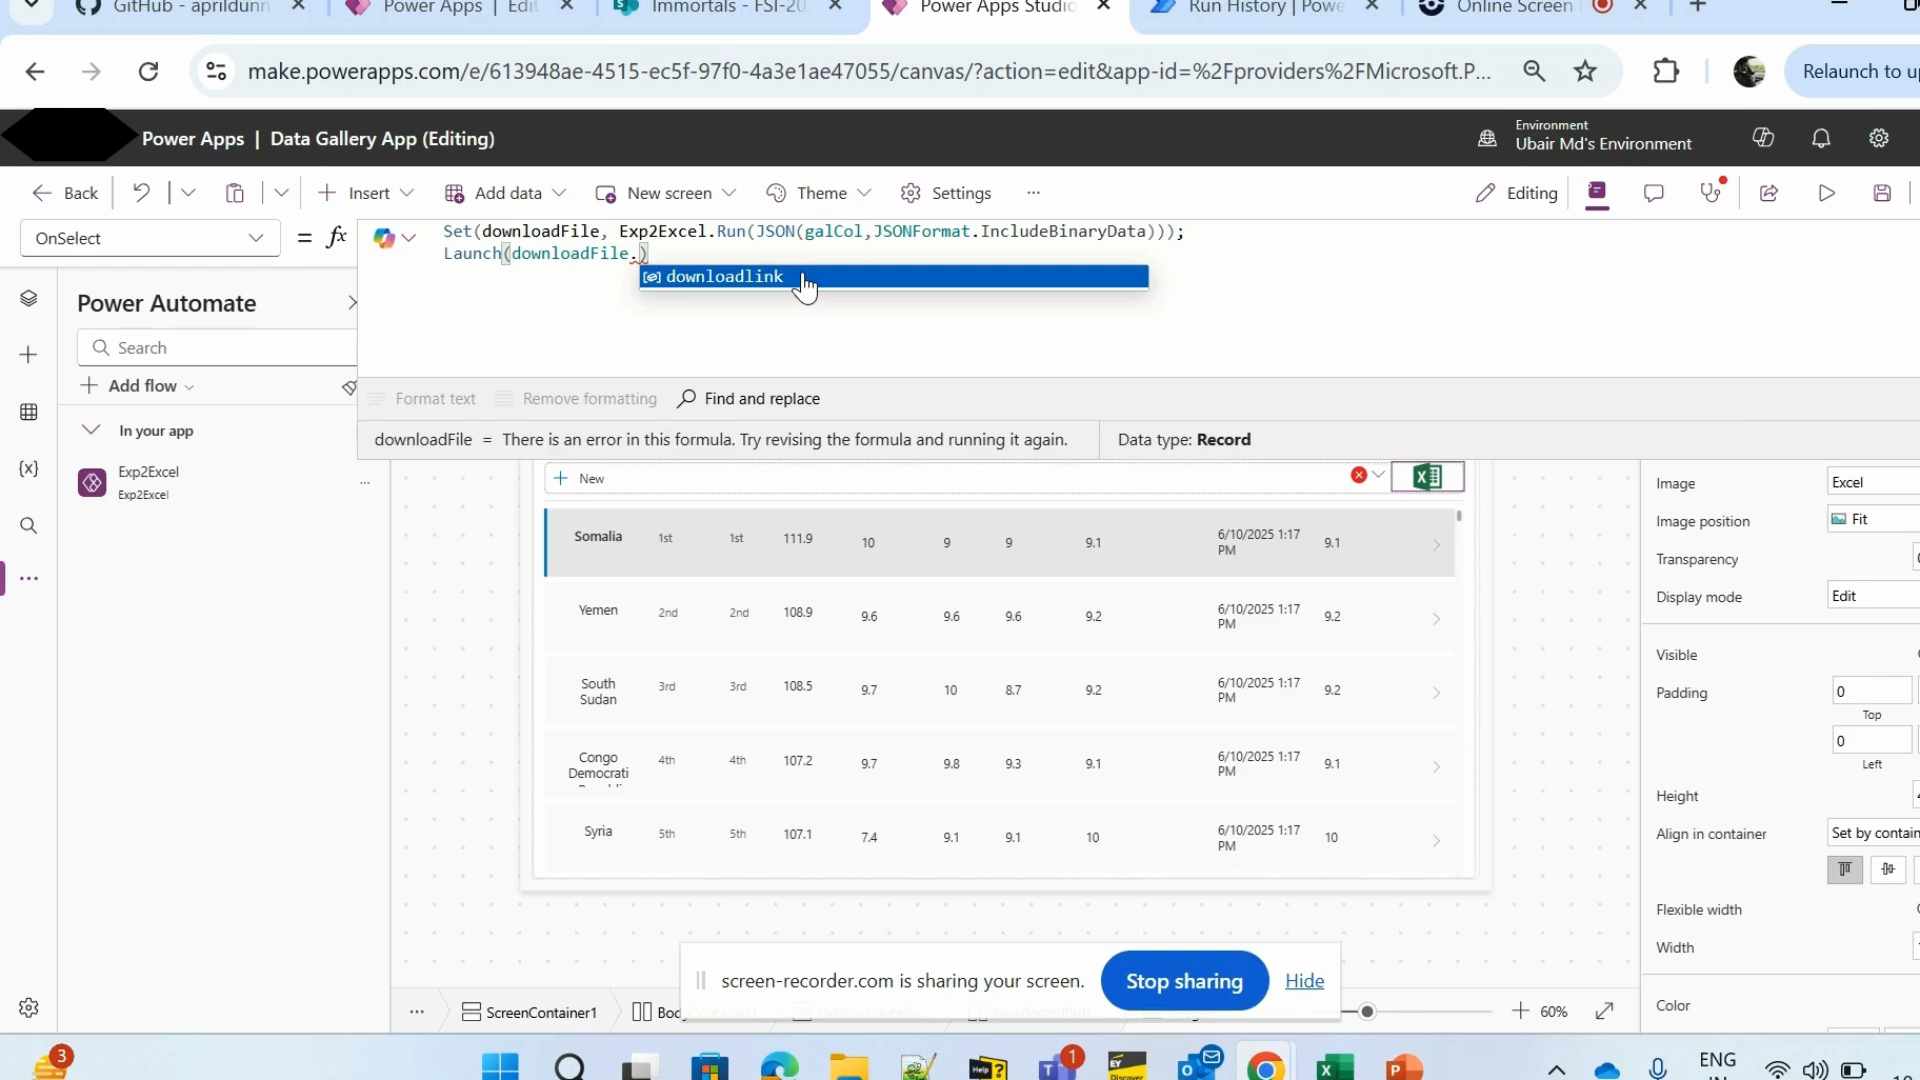 GitHub - aprildunn
Power Apps | Edit
Immortals - FSI-20
Power Apps Studio
Run History | Powe
Online Screen
make.powerapps.com/e/613948ae-4515-ec5f-97f0-4a3e1ae47055/canvas/?action=edit&app-id=%2Fproviders%2FMicrosoft.P...
Relaunch to up
Power Apps | Data Gallery App (Editing)
Environment
Ubair Md's Environment
Back
Insert
Add data
New screen
Theme
Settings
...
Editing
OnSelect
= fx
Set(downloadFile, Exp2Excel.Run(JSON(galCol,JSONFormat.IncludeBinaryData)));
Launch(downloadFile.)
downloadlink
Power Automate
Search
Add flow
In your app
Exp2Excel
Exp2Excel
...
Format text
Remove formatting
Find and replace
downloadFile = There is an error in this formula. Try revising the formula and running it again.
Data type: Record
New
Somalia 1st 1st 111.9 10 9 9 9.1 6/10/2025 1:17 PM 9.1
Yemen 2nd 2nd 108.9 9.6 9.6 9.6 9.2 6/10/2025 1:17 PM 9.2
South Sudan 3rd 3rd 108.5 9.7 10 8.7 9.2 6/10/2025 1:17 PM 9.2
Congo Democrati 4th 4th 107.2 9.7 9.8 9.3 9.1 6/10/2025 1:17 PM 9.1
Syria 5th 5th 107.1 7.4 9.1 9.1 10 6/10/2025 1:17 PM 10
Image
Excel
Image position
Fit
Transparency
Display mode
Edit
Visible
Padding
0
Top
0
Left
Height
Align in container
Set by contain
Flexible width
Width
Color
screen-recorder.com is sharing your screen.
Stop sharing
Hide
...
ScreenContainer1
60%
3
Help ?
1
EY
Discover
ENG
IN